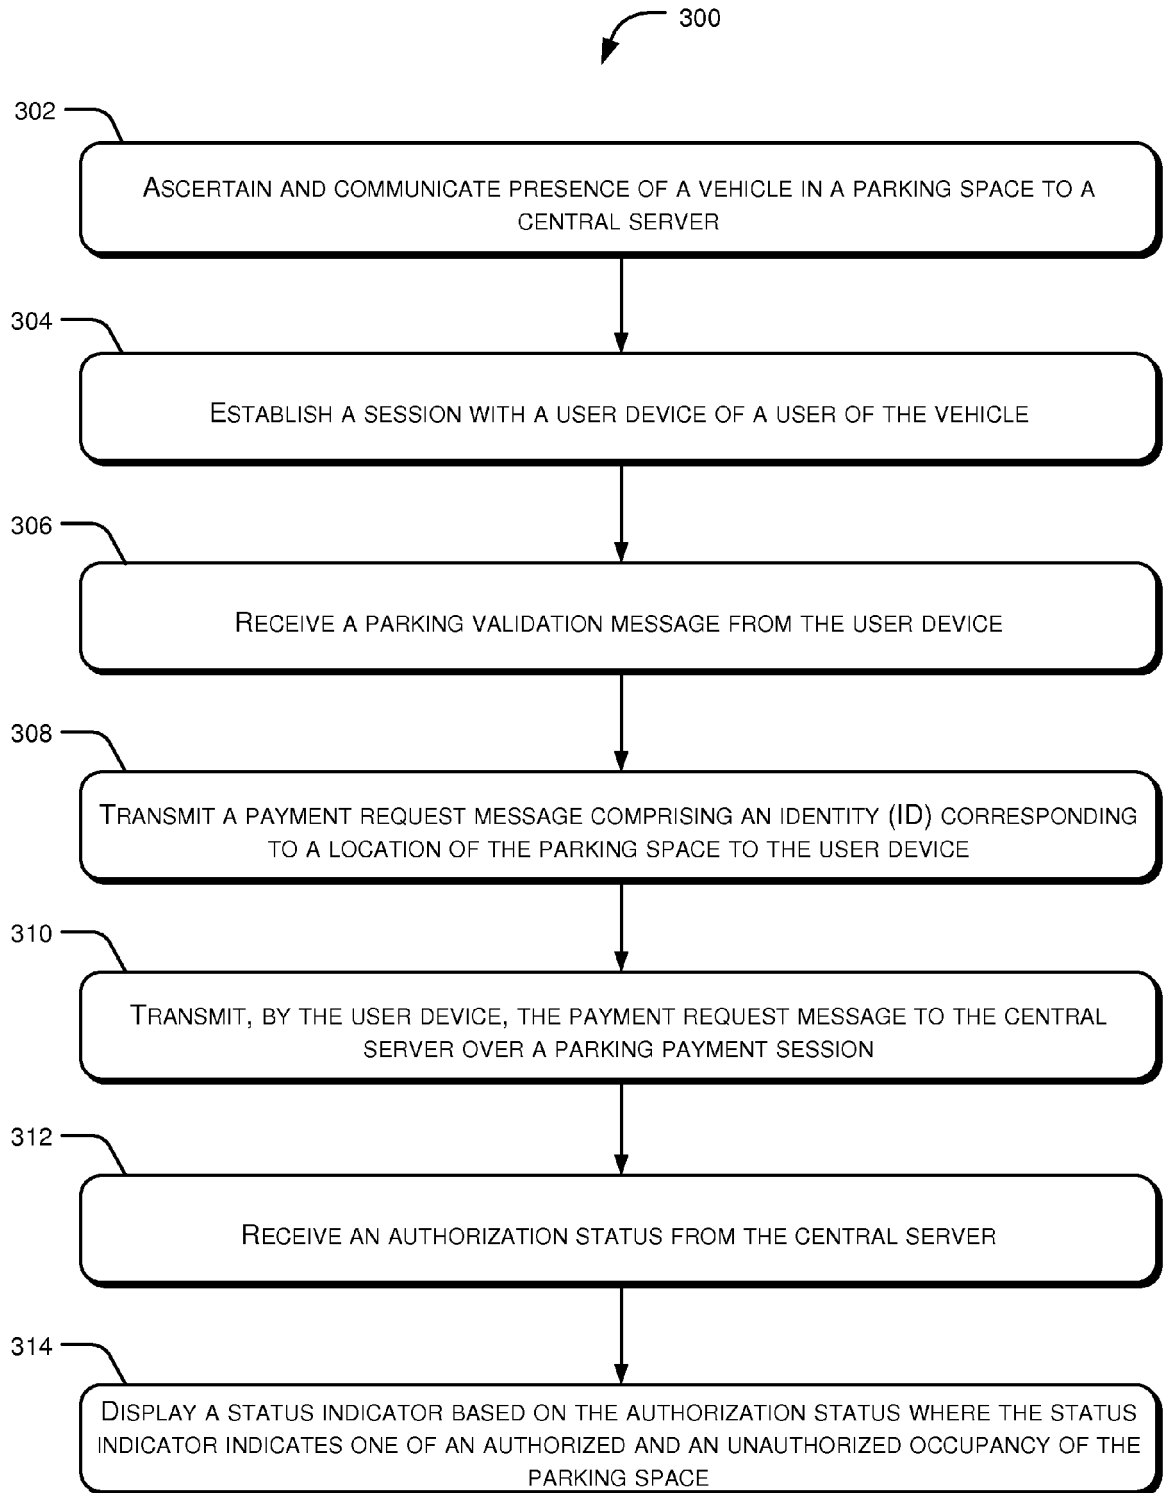 300
302
ASCERTAIN AND COMMUNICATE PRESENCE OF A VEHICLE IN A PARKING SPACE TO A
CENTRAL SERVER
304
ESTABLISH A SESSION WITH A USER DEVICE OF A USER OF THE VEHICLE
306
RECEIVE A PARKING VALIDATION MESSAGE FROM THE USER DEVICE
308
TRANSMIT A PAYMENT REQUEST MESSAGE COMPRISING AN IDENTITY (ID) CORRESPONDING
TO A LOCATION OF THE PARKING SPACE TO THE USER DEVICE
310
TRANSMIT, BY THE USER DEVICE, THE PAYMENT REQUEST MESSAGE TO THE CENTRAL
SERVER OVER A PARKING PAYMENT SESSION
312
RECEIVE AN AUTHORIZATION STATUS FROM THE CENTRAL SERVER
314
DISPLAY A STATUS INDICATOR BASED ON THE AUTHORIZATION STATUS WHERE THE STATUS
INDICATOR INDICATES ONE OF AN AUTHORIZED AND AN UNAUTHORIZED OCCUPANCY OF THE
PARKING SPACE